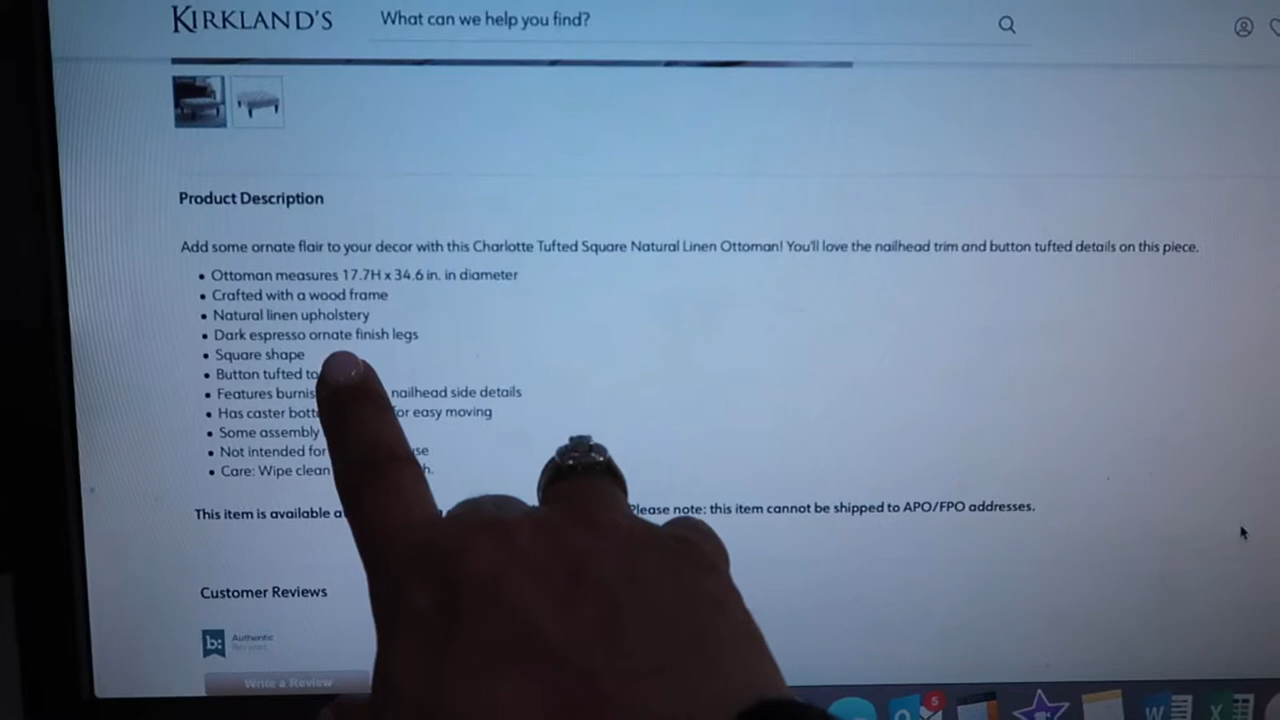 KIRKLAND'S
What can we help you find?
Product Description
Add some ornate flair to your decor with this Charlotte Tufted Square Natural Linen Ottoman! You'll love the nailhead trim and button tufted details on this piece.
• Ottoman measures 17.7H x 34.6 in. in diameter
• Crafted with a wood frame
• Natural linen upholstery
• Dark espresso ornate finish legs
• Square shape
• Button tufted
• Features nailhead side details
• Has caster for easy moving
• Some assembly
• Not intended for
• Care: Wipe clean
This item is available Please note: this item cannot be shipped to APO/FPO addresses.
Customer Reviews
b:
Authentic
Reviews
Write a Review
5
W
X